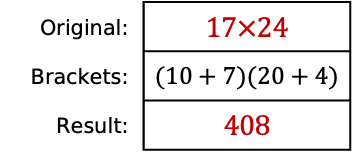 Original: 17×24
Brackets: (10 + 7)(20 + 4)
Result: 408